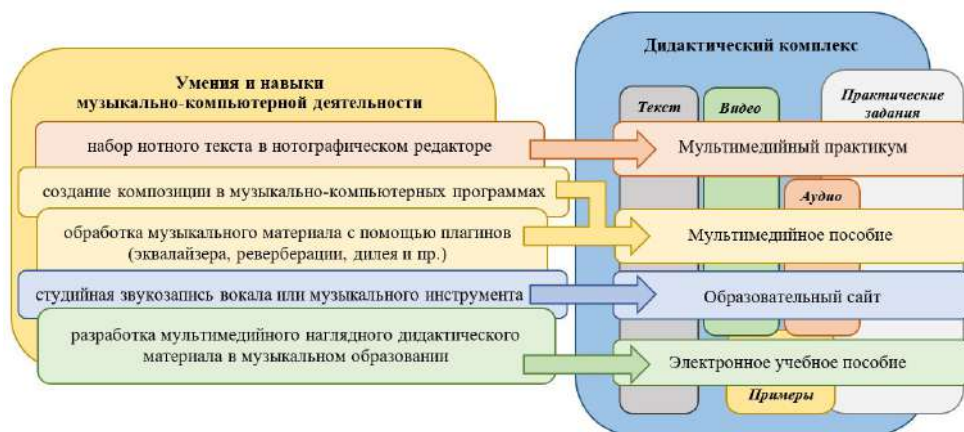 Умения и навыки
музыкально-компьютерной деятельности
набор нотного текста в нотографическом редакторе
создание композиции в музыкально-компьютерных программах
обработка музыкального материала с помощью плагинов
(эквалайзера, реверберации, дилея и пр.)
студийная звукозапись вокала или музыкального инструмента
разработка мультимедийного наглядного дидактического
материала в музыкальном образовании
Дидактический комплекс
Текст
Видео
Практические
задания
Мультимедийный практикум
Аудио
Мультимедийное пособие
Образовательный сайт
Электронное учебное пособие
Примеры